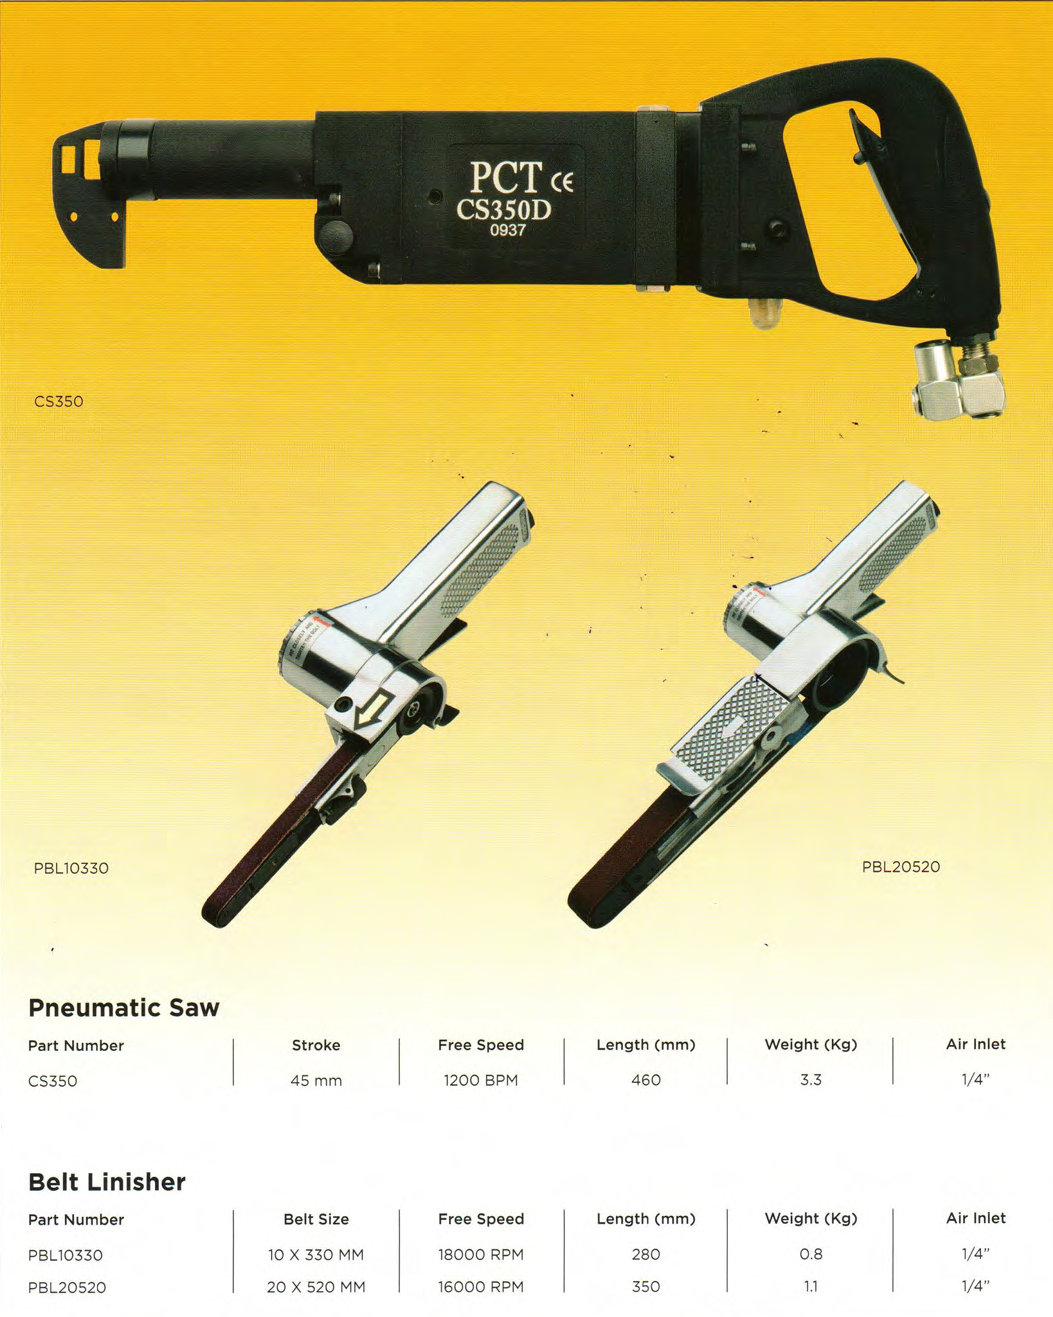 PCT CE
CS350D
0937
CS350
PBL10330
PBL20520
Pneumatic Saw
Part Number Stroke Free Speed Length (mm) Weight (Kg) Air Inlet
CS350 45 mm 1200 BPM 460 3.3 1/4”
Belt Linisher
Part Number Belt Size Free Speed Length (mm) Weight (Kg) Air Inlet
PBL10330 10 X 330 MM 18000 RPM 280 0.8 1/4”
PBL20520 20 X 520 MM 16000 RPM 350 1.1 1/4”